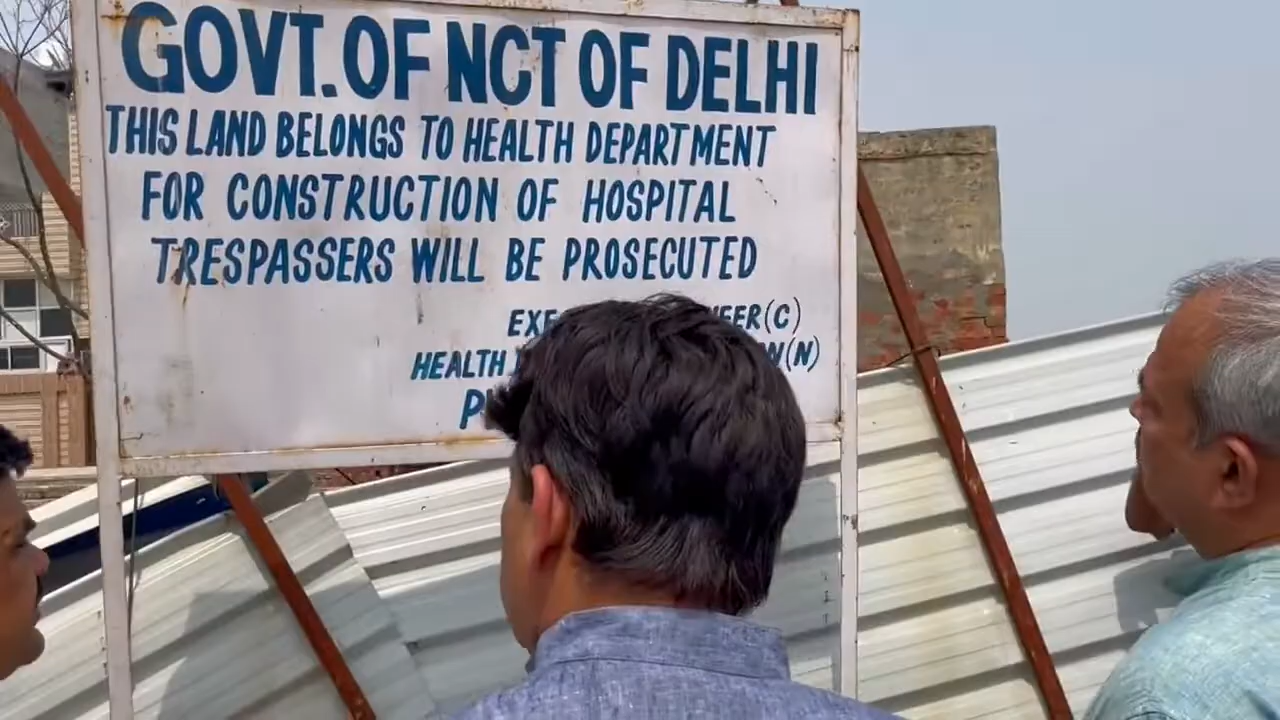 GOVT. OF NCT OF DELHI
THIS LAND BELONGS TO HEALTH DEPARTMENT
FOR CONSTRUCTION OF HOSPITAL
TRESPASSERS WILL BE PROSECUTED
(C)
HEALTH (N)